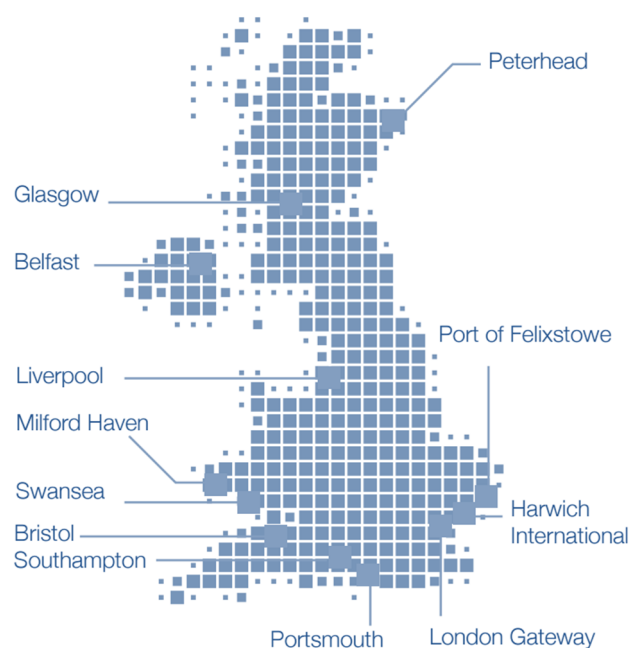 Peterhead
Glasgow
Belfast
Port of Felixstowe
Liverpool
Milford Haven
Swansea
Harwich
International
Bristol
Southampton
Portsmouth
London Gateway